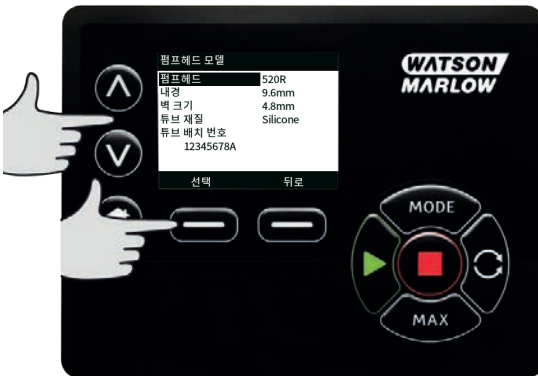 펌프헤드 모델
펌프헤드 520R
내경 9.6mm
벽 크기 4.8mm
튜브 재질 Silicone
튜브 배치 번호
12345678A
선택 뒤로
WATSON
MARLOW
MODE
MAX